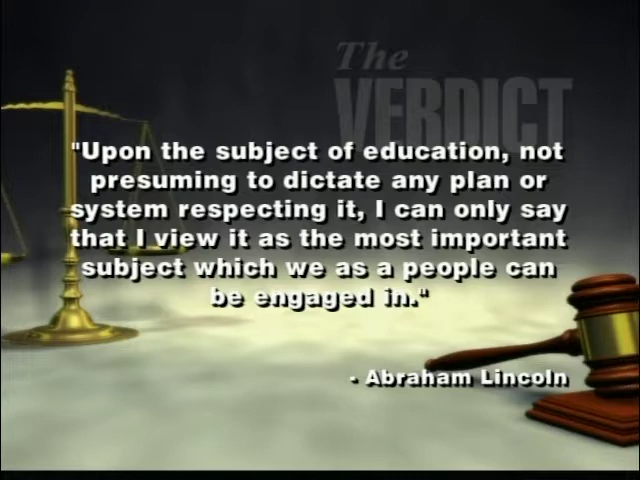 The
VERDICT
"Upon the subject of education, not
presuming to dictate any plan or
system respecting it, I can only say
that I view it as the most important
subject which we as a people can
be engaged in."
- Abraham Lincoln